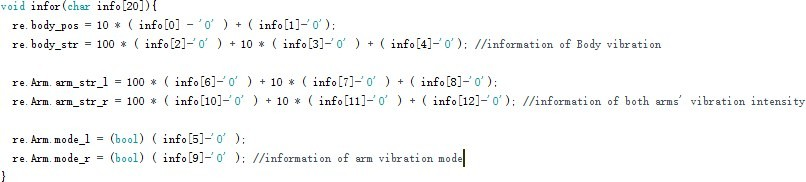 void infor(char info[20]){
re.body_pos = 10 * ( info[0] - '0' ) + ( info[1]-'0');
re.body_str = 100 * ( info[2]-'0' ) + 10 * ( info[3]-'0' ) + ( info[4]-'0'); //information of Body vibration
re.Arm.arm_str_l = 100 * ( info[6]-'0' ) + 10 * ( info[7]-'0' ) + ( info[8]-'0');
re.Arm.arm_str_r = 100 * ( info[10]-'0' ) + 10 * ( info[11]-'0' ) + ( info[12]-'0'); //information of both arms' vibration intensity
re.Arm.mode_l = (bool) ( info[5]-'0' );
re.Arm.mode_r = (bool) ( info[9]-'0' ); //information of arm vibration mode
}